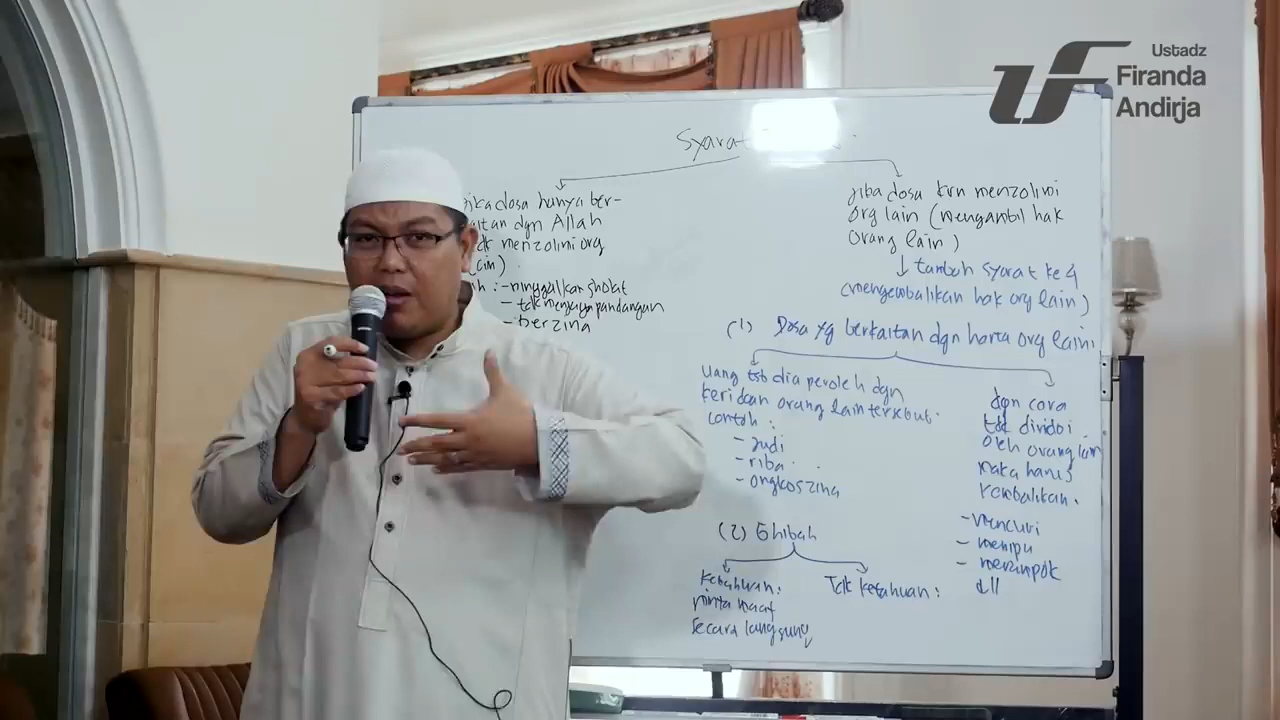 Ustadz
Firanda
Andirja
Syarat
jika dosa hanya ber-
kaitan dgn Allah
tdk menzolimi org
lain)
- ninggalkan sholat
- tdk menjaga pandangan
- berzina
jika dosa krn menzolimi
org lain (mengambil hak
orang lain)
↓ tambah syarat ke 4
(mengembalikan hak org lain)
(1) Dosa yg berkaitan dgn harta org lain
Uang tsb dia peroleh dgn
keridoan orang lain tersebut.
contoh :
- judi
- riba
- ongkos zina
dgn cara
tdk diridoi
oleh orang lain
maka harus
kembalikan.
- mencuri
- menipu
- merampok
dll
(2) Ghibah
Ketahuan:
minta maaf
secara langsung
Tdk ketahuan :